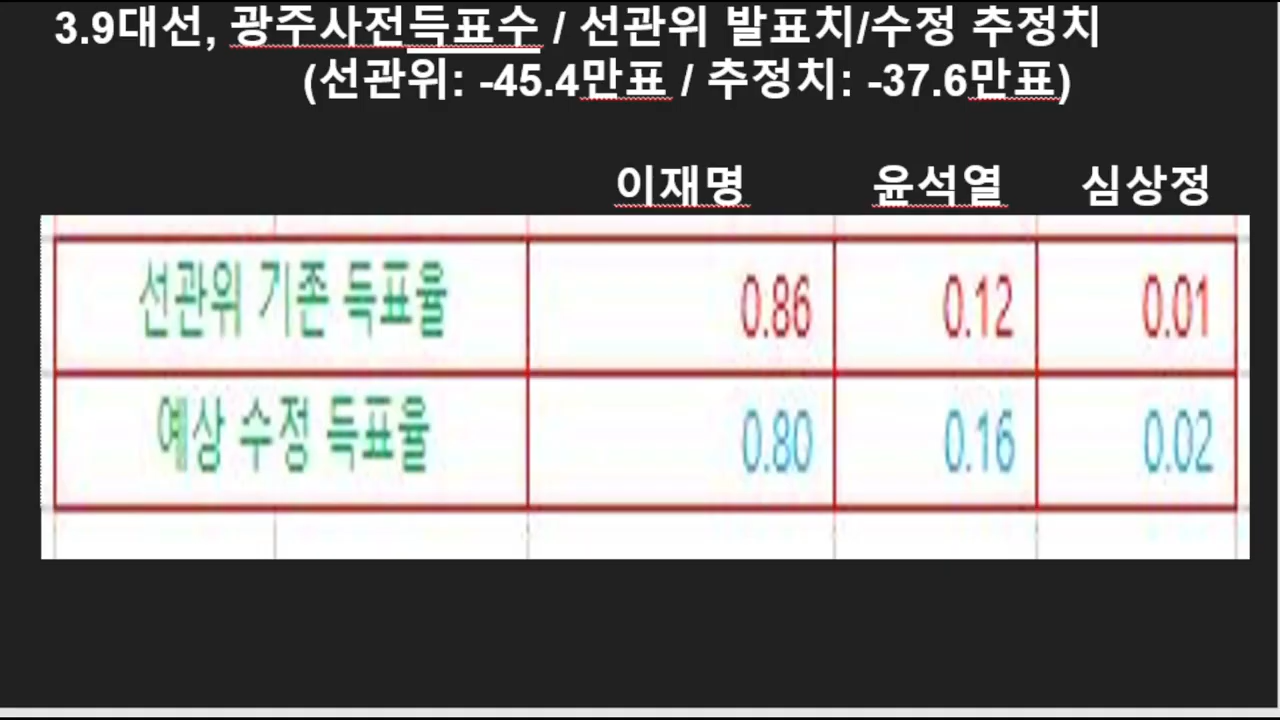 3.9대선, 광주사전득표수 / 선관위 발표치/수정 추정치
(선관위: -45.4만표 / 추정치: -37.6만표)
이재명 윤석열 심상정
선관위 기존 득표율 0.86 0.12 0.01
예상 수정 득표율 0.80 0.16 0.02